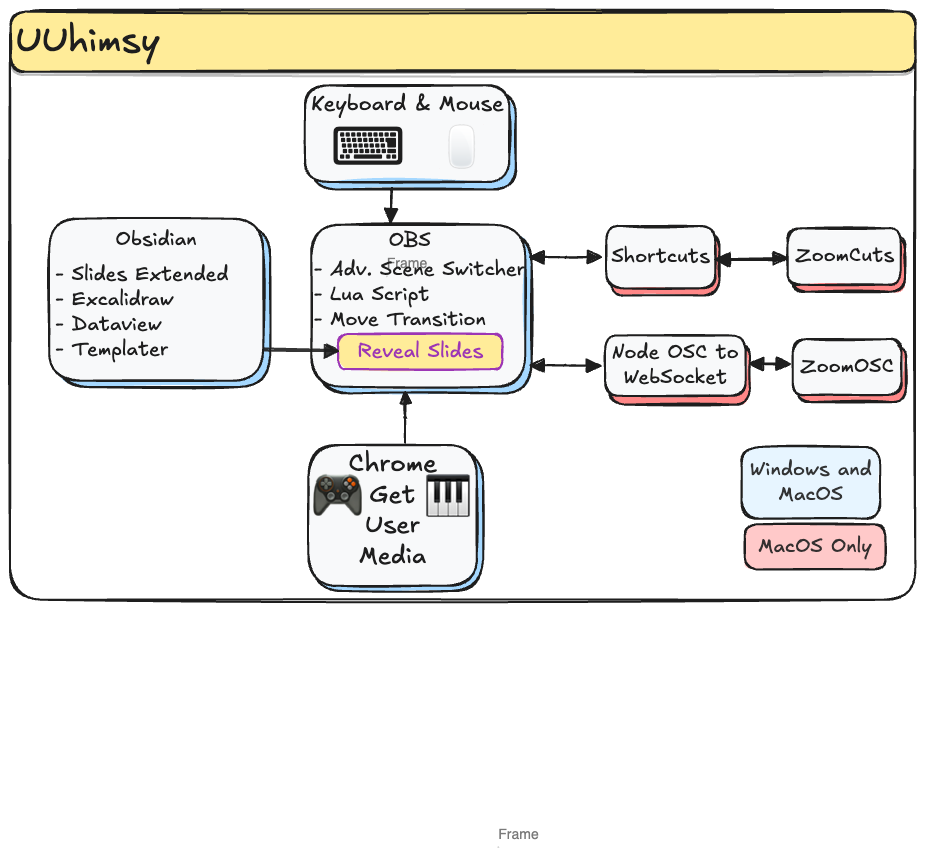 UUhimsy
Keyboard & Mouse
Obsidian
- Slides Extended
- Excalidraw
- Dataview
- Templater
OBS
Frame
- Adv. Scene Switcher
- Lua Script
- Move Transition
Reveal Slides
Shortcuts
ZoomCuts
Node OSC to
WebSocket
ZoomOSC
Chrome
Get
User
Media
Windows and
MacOS
MacOS Only
Frame